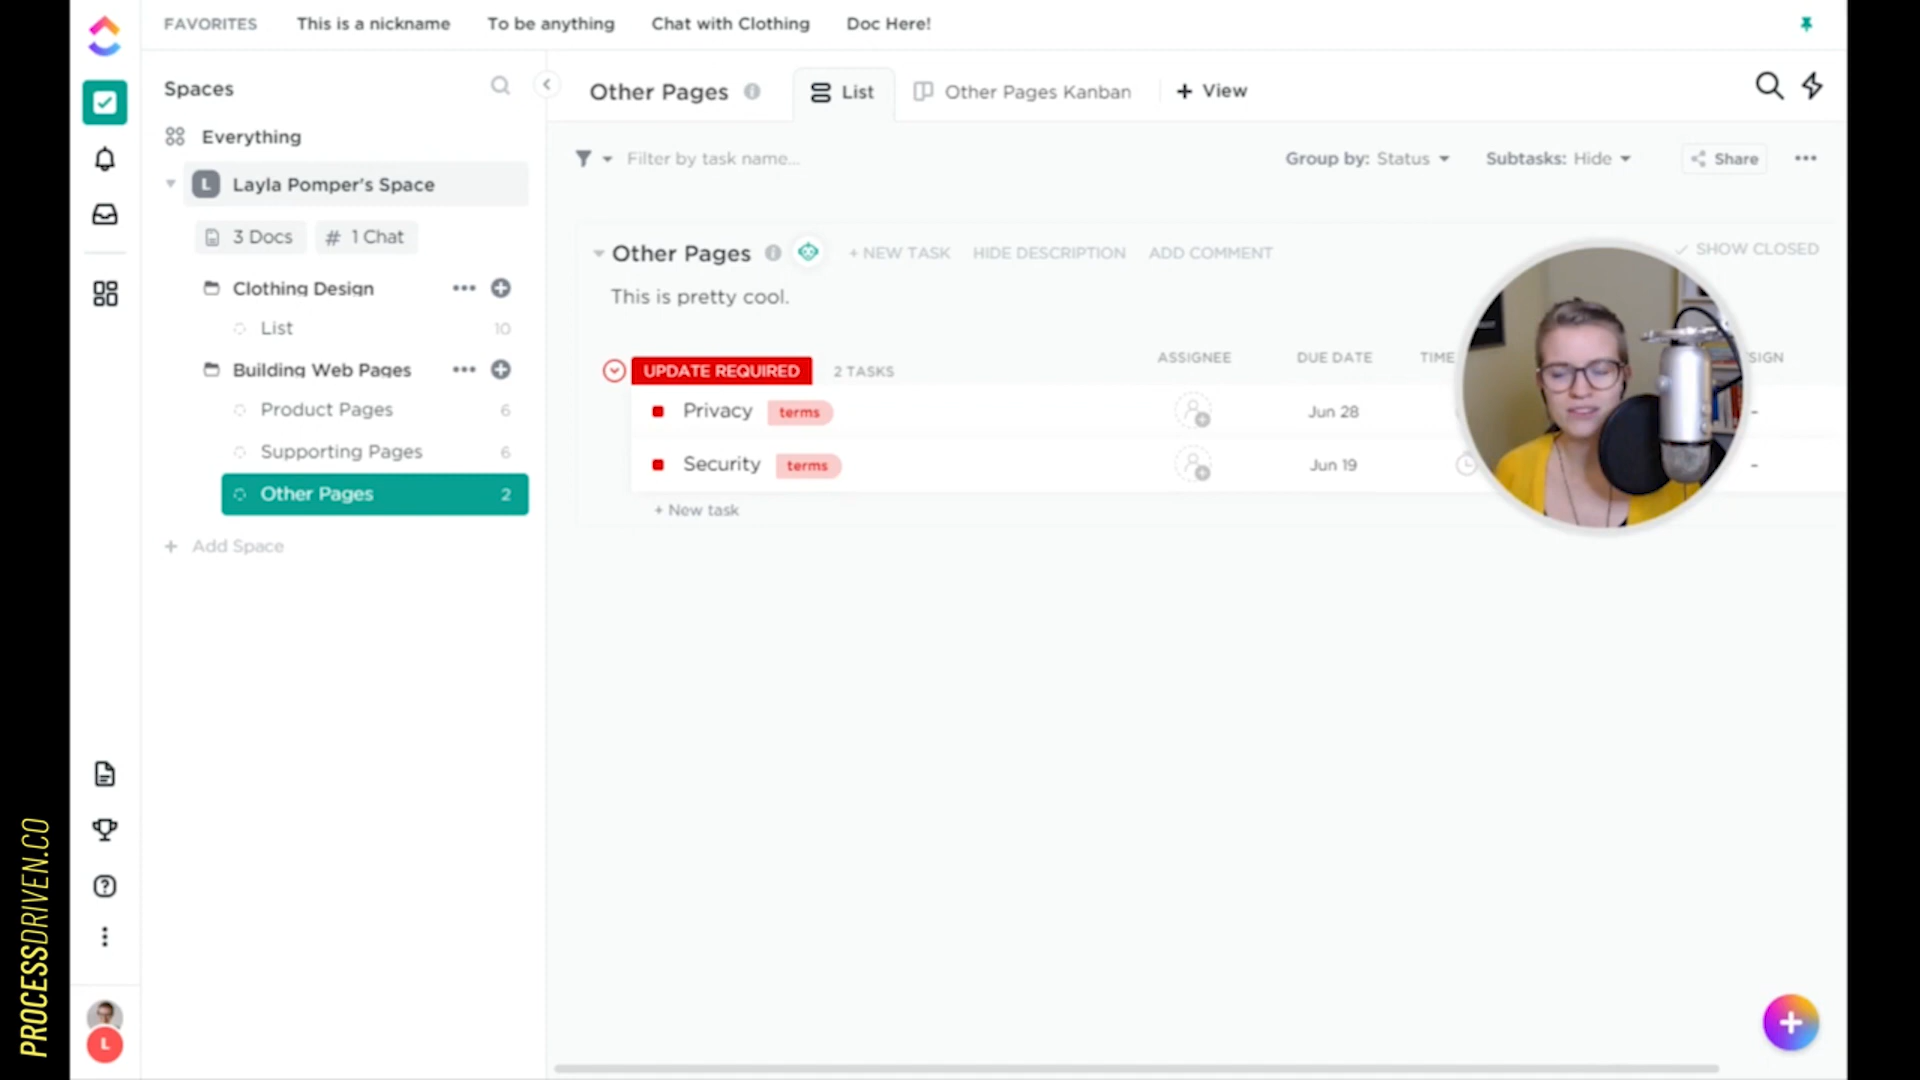 FAVORITES This is a nickname To be anything Chat with Clothing Doc Here!
Spaces
Everything
L Layla Pomper's Space
3 Docs # 1 Chat
Clothing Design
List 10
Building Web Pages
Product Pages 6
Supporting Pages 6
Other Pages 2
+ Add Space
Other Pages List Other Pages Kanban + View
Filter by task name...
Group by: Status Subtasks: Hide Share
Other Pages + NEW TASK HIDE DESCRIPTION ADD COMMENT SHOW CLOSED
This is pretty cool.
UPDATE REQUIRED 2 TASKS ASSIGNEE DUE DATE TIME SIGN
Privacy terms Jun 28 -
Security terms Jun 19 -
+ New task
L
PROCESSDRIVEN.CO